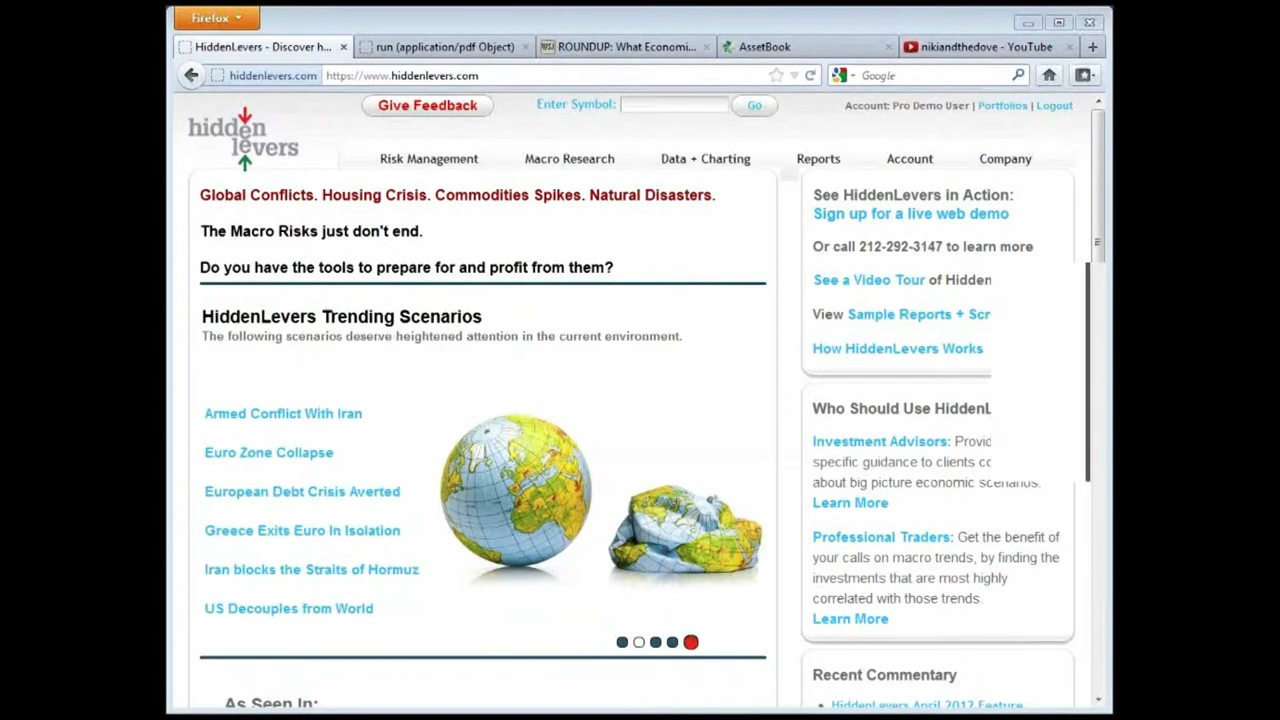 Firefox
HiddenLevers - Discover h...
run (application/pdf Object)
ROUNDUP: What Economi...
AssetBook
nikiandthedove - YouTube
hiddenlevers.com
https://www.hiddenlevers.com
Google
hidden
levers
Give Feedback
Enter Symbol:
Go
Account: Pro Demo User | Portfolios | Logout
Risk Management
Macro Research
Data + Charting
Reports
Account
Company
Global Conflicts. Housing Crisis. Commodities Spikes. Natural Disasters.
The Macro Risks just don't end.
Do you have the tools to prepare for and profit from them?
HiddenLevers Trending Scenarios
The following scenarios deserve heightened attention in the current environment.
Armed Conflict With Iran
Euro Zone Collapse
European Debt Crisis Averted
Greece Exits Euro In Isolation
Iran blocks the Straits of Hormuz
US Decouples from World
As Seen In:
See HiddenLevers in Action:
Sign up for a live web demo
Or call 212-292-3147 to learn more
See a Video Tour of Hidden
View Sample Reports + Scr
How HiddenLevers Works
Who Should Use HiddenL
Investment Advisors: Provid
specific guidance to clients co
about big picture economic scenarios.
Learn More
Professional Traders: Get the benefit of
your calls on macro trends, by finding the
investments that are most highly
correlated with those trends.
Learn More
Recent Commentary
HiddenLevers April 2012 Feature